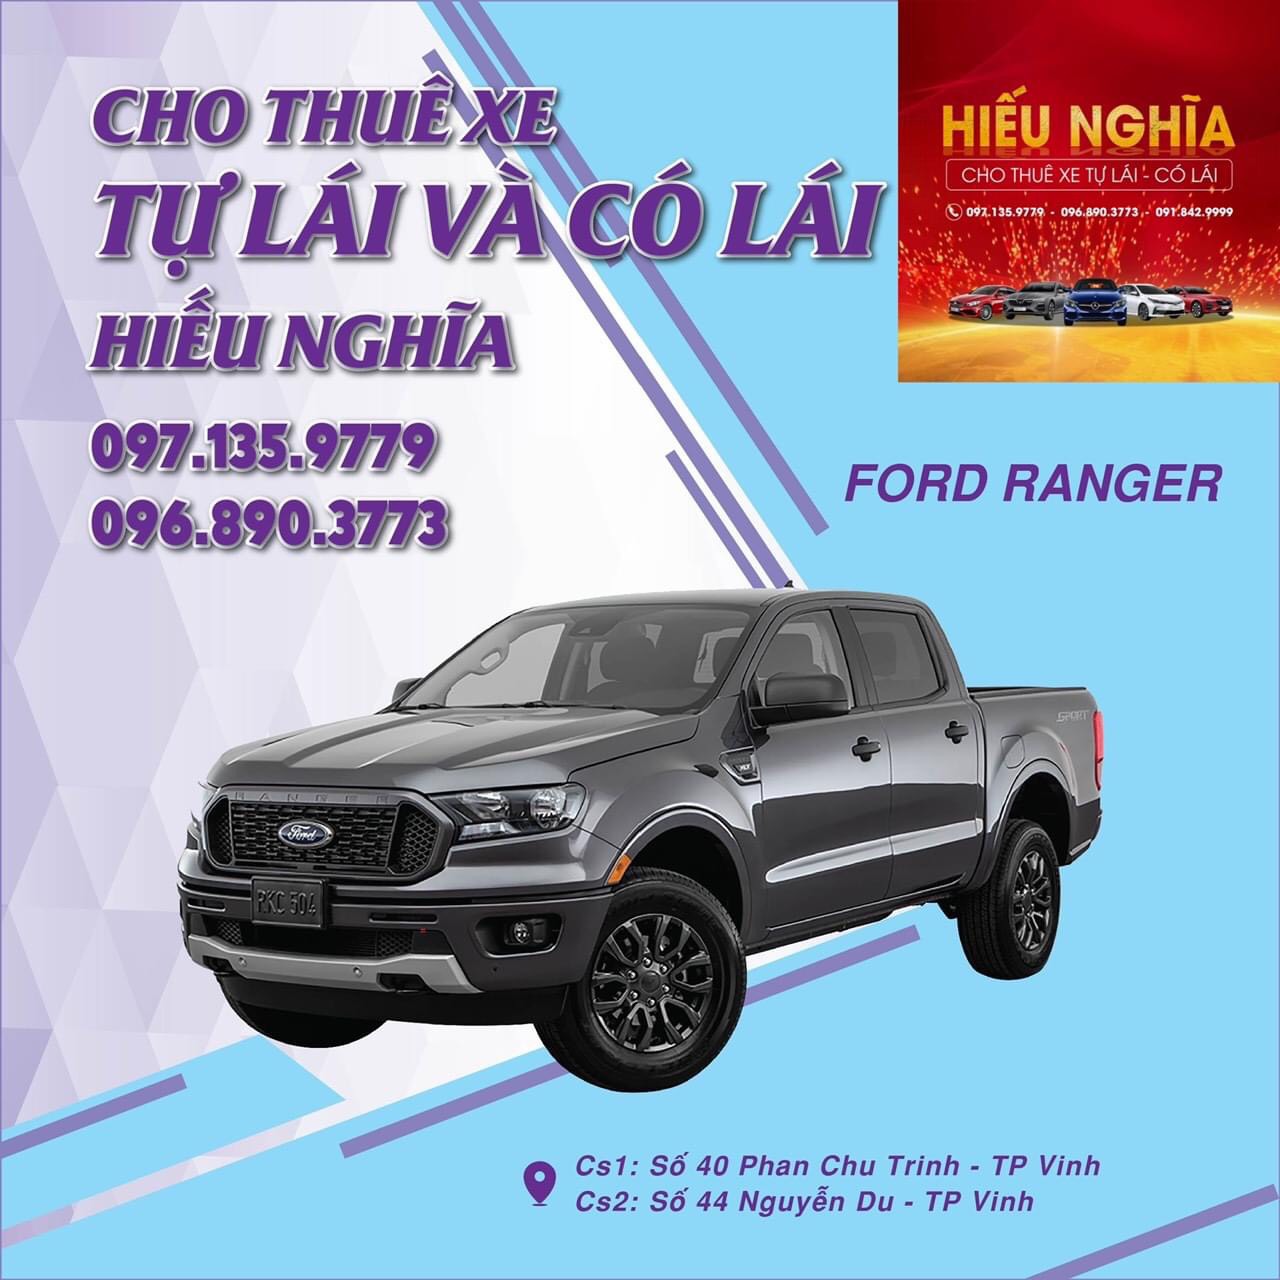 CHO THUÊ XE
TỰ LÁI VÀ CÓ LÁI
HIẾU NGHĨA
097.135.9779
096.890.3773
HIẾU NGHĨA
CHO THUÊ XE TỰ LÁI - CÓ LÁI
097.135.9779 - 096.890.3773 - 091.842.9999
FORD RANGER
SPORT
XLT
RANGER
Ford
PKC 504
Cs1: Số 40 Phan Chu Trinh - TP Vinh
Cs2: Số 44 Nguyễn Du - TP Vinh